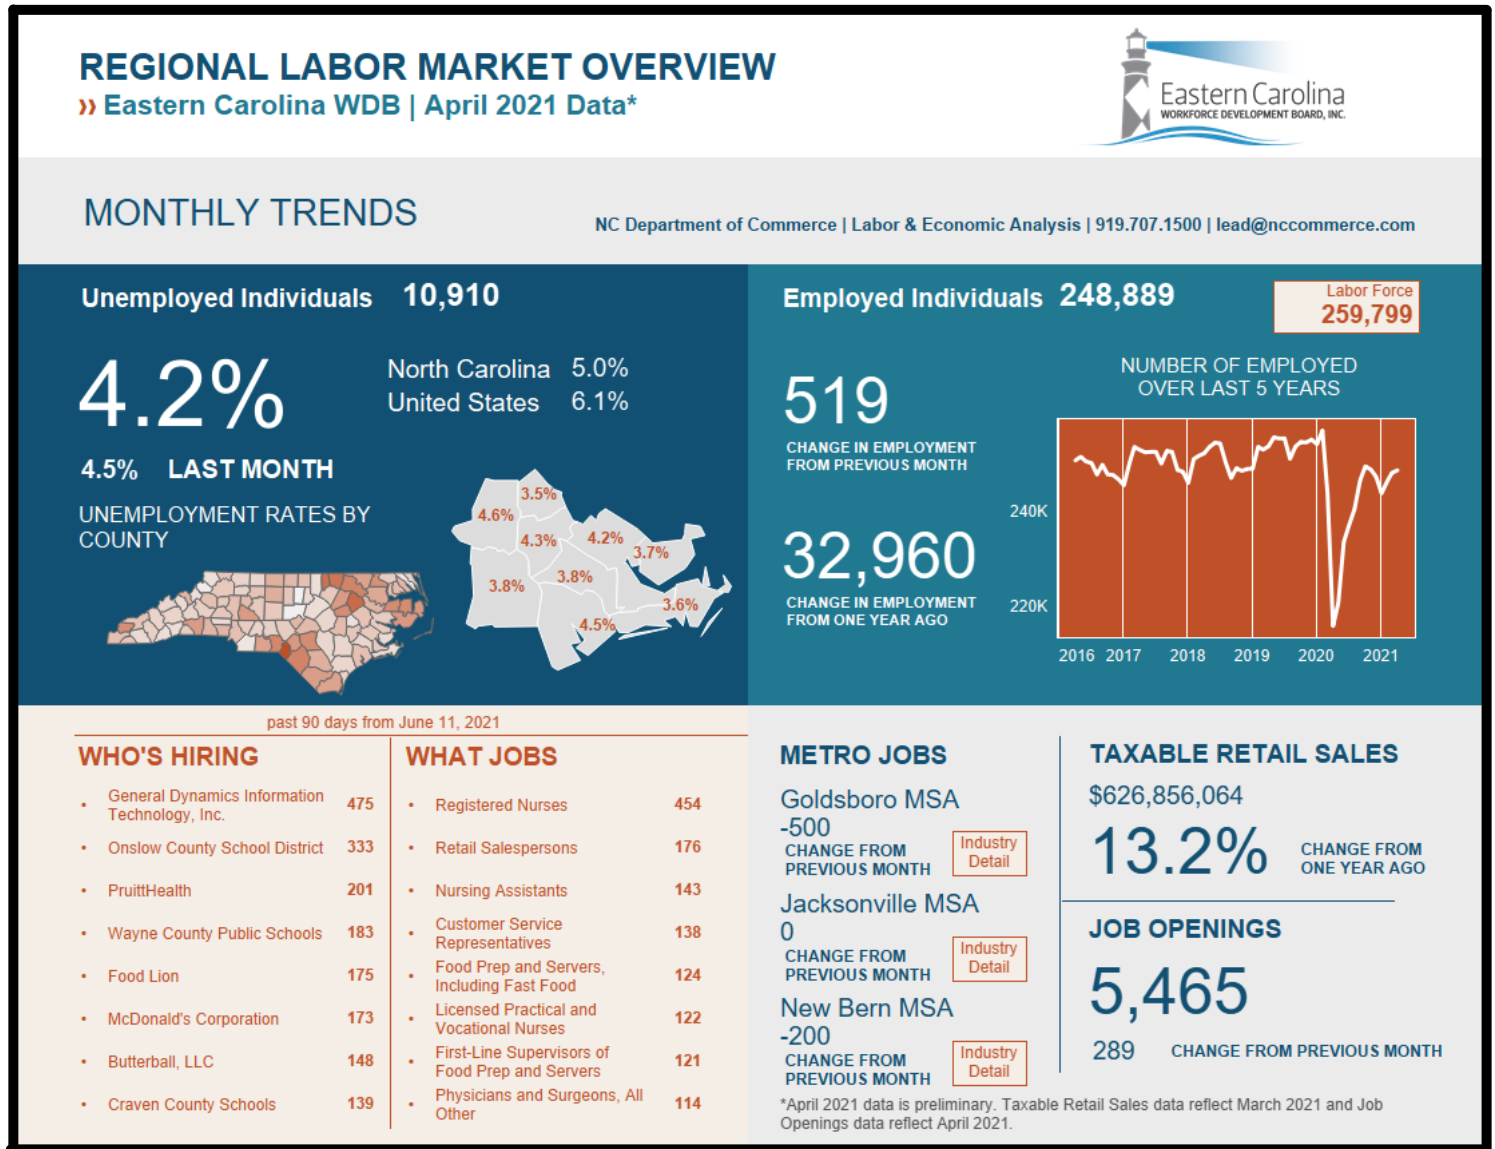 REGIONAL LABOR MARKET OVERVIEW
›› Eastern Carolina WDB | April 2021 Data*
Eastern Carolina
WORKFORCE DEVELOPMENT BOARD, INC.
MONTHLY TRENDS
NC Department of Commerce | Labor & Economic Analysis | 919.707.1500 | lead@nccommerce.com
Unemployed Individuals 10,910
4.2%
North Carolina 5.0%
United States 6.1%
4.5% LAST MONTH
UNEMPLOYMENT RATES BY
COUNTY
3.5%
4.6%
4.3%
4.2%
3.7%
3.8%
3.8%
3.6%
4.5%
Employed Individuals 248,889
Labor Force
259,799
519
CHANGE IN EMPLOYMENT
FROM PREVIOUS MONTH
32,960
CHANGE IN EMPLOYMENT
FROM ONE YEAR AGO
NUMBER OF EMPLOYED
OVER LAST 5 YEARS
240K
220K
2016 2017 2018 2019 2020 2021
past 90 days from June 11, 2021
WHO'S HIRING
• General Dynamics Information
Technology, Inc. 475
• Onslow County School District 333
• PruittHealth 201
• Wayne County Public Schools 183
• Food Lion 175
• McDonald's Corporation 173
• Butterball, LLC 148
• Craven County Schools 139
WHAT JOBS
• Registered Nurses 454
• Retail Salespersons 176
• Nursing Assistants 143
• Customer Service
Representatives 138
• Food Prep and Servers,
Including Fast Food 124
• Licensed Practical and
Vocational Nurses 122
• First-Line Supervisors of
Food Prep and Servers 121
• Physicians and Surgeons, All
Other 114
METRO JOBS
Goldsboro MSA
-500
CHANGE FROM
PREVIOUS MONTH
Industry
Detail
Jacksonville MSA
0
CHANGE FROM
PREVIOUS MONTH
Industry
Detail
New Bern MSA
-200
CHANGE FROM
PREVIOUS MONTH
Industry
Detail
TAXABLE RETAIL SALES
$626,856,064
13.2%
CHANGE FROM
ONE YEAR AGO
JOB OPENINGS
5,465
289 CHANGE FROM PREVIOUS MONTH
*April 2021 data is preliminary. Taxable Retail Sales data reflect March 2021 and Job
Openings data reflect April 2021.